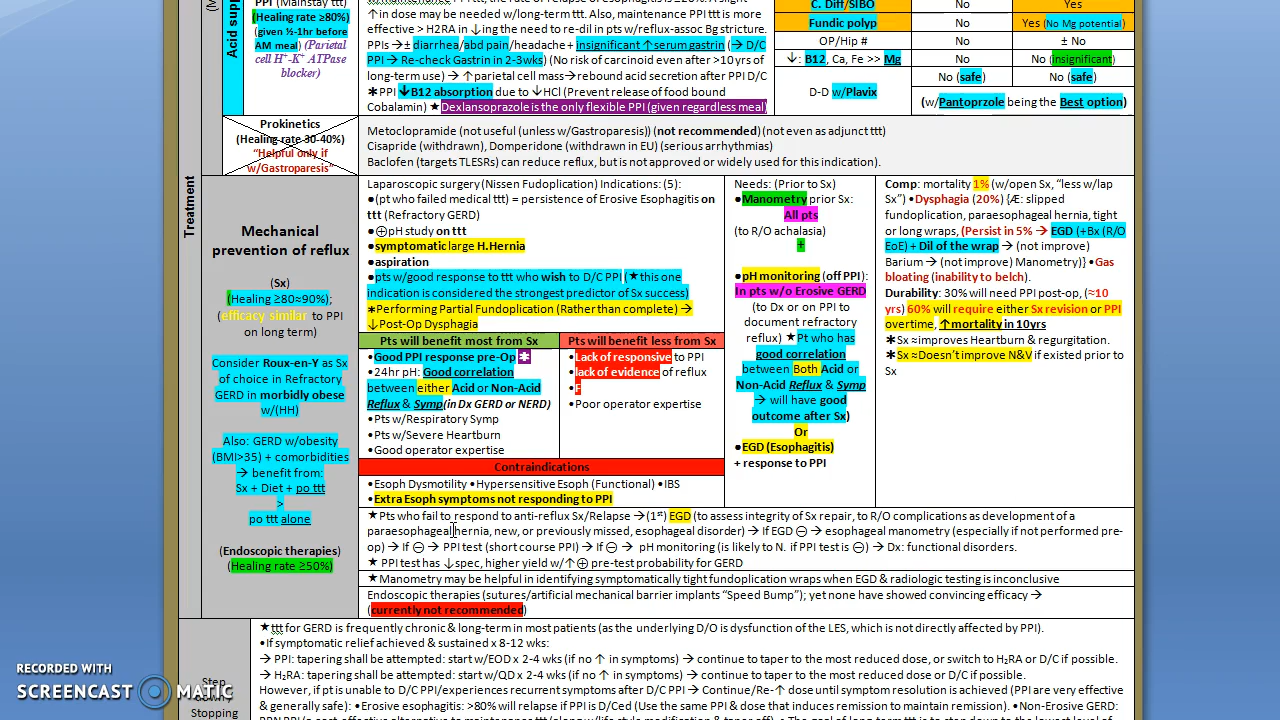 PPI (Mainstay ttt)
(Healing rate ≥80%)
(given ½-1hr before
AM meal) (Parietal
cell H⁺-K⁺ ATPase
blocker)
Acid supp
↑in dose may be needed w/long-term ttt. Also, maintenance PPI ttt is more
effective > H2RA in ↓ing the need to re-dil in pts w/reflux-assoc Bg stricture.
PPIs →± diarrhea/abd pain/headache + insignificant ↑serum gastrin (→ D/C
PPI → Re-check Gastrin in 2-3wks) (No risk of carcinoid even after >10 yrs of
long-term use) → ↑parietal cell mass→rebound acid secretion after PPI D/C
✱PPI ↓B12 absorption due to ↓HCl (Prevent release of food bound
Cobalamin) ★Dexlansoprazole is the only flexible PPI (given regardless meal)
C. Diff/SIBO No Yes
Fundic polyp No Yes (No Mg potential)
OP/Hip # No ± No
↓: B12, Ca, Fe >> Mg No No (insignificant)
D-D w/Plavix
No (safe) No (safe)
(w/Pantoprzole being the Best option)
Prokinetics
(Healing rate 30-40%)
"Helpful only if
w/Gastroparesis"
Metoclopramide (not useful (unless w/Gastroparesis)) (not recommended) (not even as adjunct ttt)
Cisapride (withdrawn), Domperidone (withdrawn in EU) (serious arrhythmias)
Baclofen (targets TLESRs) can reduce reflux, but is not approved or widely used for this indication).
Treatment
Mechanical
prevention of reflux
(Sx)
(Healing ≥80≈90%);
(efficacy similar to PPI
on long term)
Consider Roux-en-Y as Sx
of choice in Refractory
GERD in morbidly obese
w/(HH)
Also: GERD w/obesity
(BMI>35) + comorbidities
→ benefit from:
Sx + Diet + po ttt
>
po ttt alone
(Endoscopic therapies)
(Healing rate ≥50%)
Laparoscopic surgery (Nissen Fudoplication) Indications: (5):
●(pt who failed medical ttt) = persistence of Erosive Esophagitis on
ttt (Refractory GERD)
●⊕pH study on ttt
●symptomatic large H.Hernia
●aspiration
●pts w/good response to ttt who wish to D/C PPI (★this one
indication is considered the strongest predictor of Sx success)
✱Performing Partial Fundoplication (Rather than complete) →
↓Post-Op Dysphagia
Pts will benefit most from Sx
•Good PPI response pre-Op ✱
•24hr pH: Good correlation
between either Acid or Non-Acid
Reflux & Symp(in Dx GERD or NERD)
•Pts w/Respiratory Symp
•Pts w/Severe Heartburn
•Good operator expertise
Pts will benefit less from Sx
•Lack of responsive to PPI
•lack of evidence of reflux
•F
•Poor operator expertise
Contraindications
•Esoph Dysmotility •Hypersensitive Esoph (Functional) •IBS
•Extra Esoph symptoms not responding to PPI
Needs: (Prior to Sx)
●Manometry prior Sx:
All pts
(to R/O achalasia)
+
●pH monitoring (off PPI):
In pts w/o Erosive GERD
(to Dx or on PPI to
document refractory
reflux) ★Pt who has
good correlation
between Both Acid or
Non-Acid Reflux & Symp
→ will have good
outcome after Sx)
Or
●EGD (Esophagitis)
+ response to PPI
Comp: mortality 1% (w/open Sx, "less w/lap
Sx") •Dysphagia (20%) {Æ: slipped
fundoplication, paraesophageal hernia, tight
or long wraps, (Persist in 5% → EGD (+Bx (R/O
EoE) + Dil of the wrap → (not improve)
Barium → (not improve) Manometry)} •Gas
bloating (inability to belch).
Durability: 30% will need PPI post-op, (≈10
yrs) 60% will require either Sx revision or PPI
overtime, ↑mortality in 10yrs
✱Sx ≈improves Heartburn & regurgitation.
✱Sx ≈Doesn't improve N&V if existed prior to
Sx
★Pts who fail to respond to anti-reflux Sx/Relapse →(1ˢᵗ) EGD (to assess integrity of Sx repair, to R/O complications as development of a
paraesophageal hernia, new, or previously missed, esophageal disorder) → If EGD ⊖→ esophageal manometry (especially if not performed pre-
op) → If ⊖ → PPI test (short course PPI) → If ⊖ → pH monitoring (is likely to N. if PPI test is ⊖) → Dx: functional disorders.
★ PPI test has ↓spec, higher yield w/↑⊕ pre-test probability for GERD
★Manometry may be helpful in identifying symptomatically tight fundoplication wraps when EGD & radiologic testing is inconclusive
Endoscopic therapies (sutures/artificial mechanical barrier implants "Speed Bump"); yet none have showed convincing efficacy →
(currently not recommended)
★ttt for GERD is frequently chronic & long-term in most patients (as the underlying D/O is dysfunction of the LES, which is not directly affected by PPI).
•If symptomatic relief achieved & sustained x 8-12 wks:
→ PPI: tapering shall be attempted: start w/EOD x 2-4 wks (if no ↑ in symptoms) → continue to taper to the most reduced dose, or switch to H₂RA or D/C if possible.
→ H₂RA: tapering shall be attempted: start w/QD x 2-4 wks (if no ↑ in symptoms) → continue to taper to the most reduced dose or D/C if possible.
However, if pt is unable to D/C PPI/experiences recurrent symptoms after D/C PPI → Continue/Re-↑ dose until symptom resolution is achieved (PPI are very effective
& generally safe): •Erosive esophagitis: >80% will relapse if PPI is D/Ced (Use the same PPI & dose that induces remission to maintain remission). •Non-Erosive GERD:
Step
Stopping
RECORDED WITH
SCREENCAST MATIC